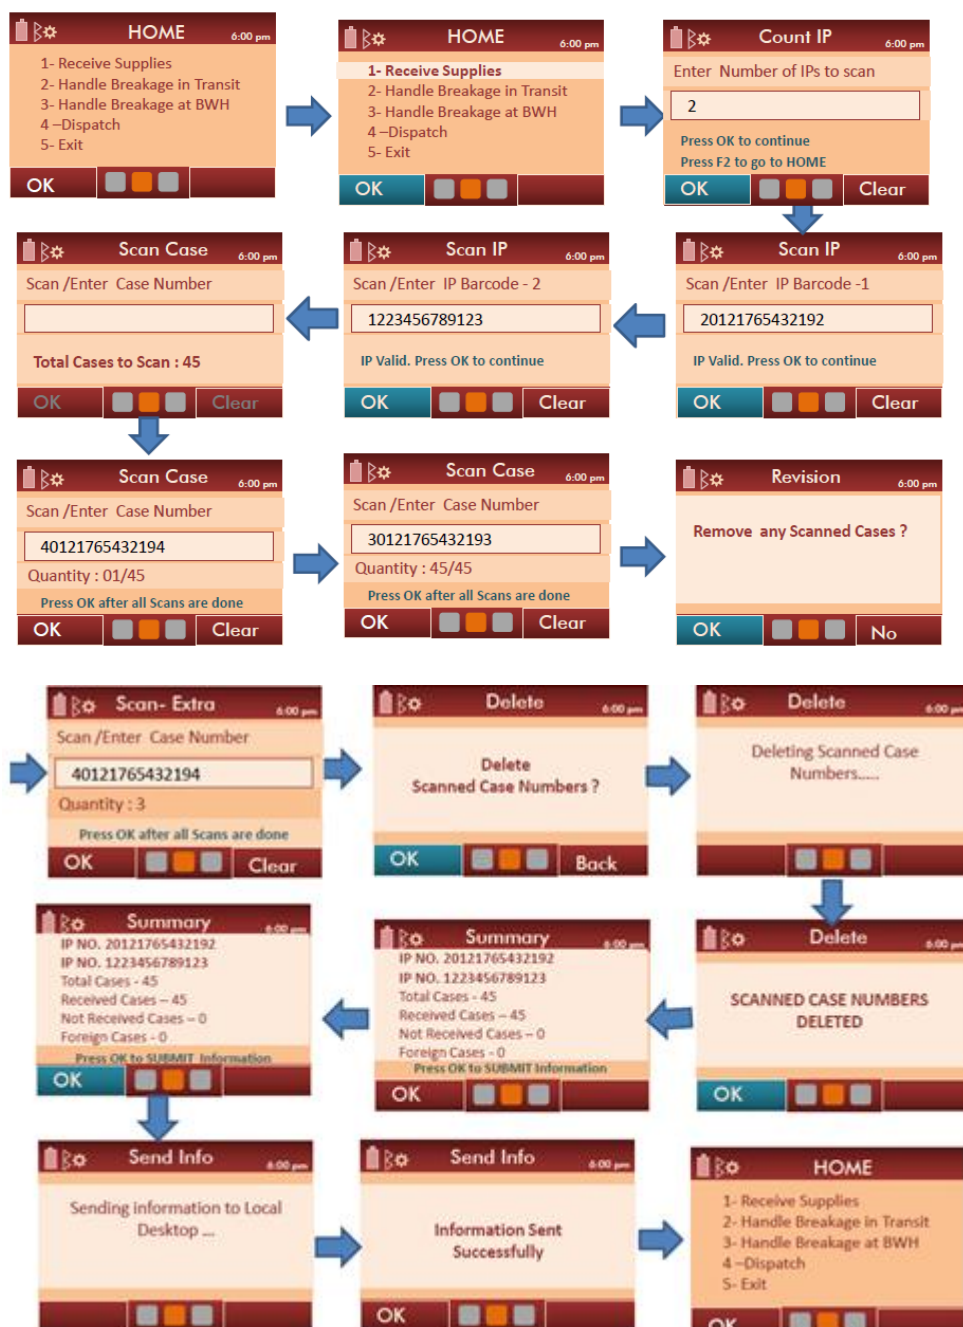 HOME
6:00 pm
1- Receive Supplies
2- Handle Breakage in Transit
3- Handle Breakage at BWH
4 –Dispatch
5- Exit
OK
HOME
6:00 pm
1- Receive Supplies
2- Handle Breakage in Transit
3- Handle Breakage at BWH
4 –Dispatch
5- Exit
OK
Count IP
6:00 pm
Enter Number of IPs to scan
2
Press OK to continue
Press F2 to go to HOME
OK Clear
Scan IP
6:00 pm
Scan /Enter IP Barcode -1
20121765432192
IP Valid. Press OK to continue
OK Clear
Scan IP
6:00 pm
Scan /Enter IP Barcode - 2
1223456789123
IP Valid. Press OK to continue
OK Clear
Scan Case
6:00 pm
Scan /Enter Case Number
Total Cases to Scan : 45
OK Clear
Scan Case
6:00 pm
Scan /Enter Case Number
40121765432194
Quantity : 01/45
Press OK after all Scans are done
OK Clear
Scan Case
6:00 pm
Scan /Enter Case Number
30121765432193
Quantity : 45/45
Press OK after all Scans are done
OK Clear
Revision
6:00 pm
Remove any Scanned Cases ?
OK No
Scan- Extra
6:00 pm
Scan /Enter Case Number
40121765432194
Quantity : 3
Press OK after all Scans are done
OK Clear
Delete
6:00 pm
Delete
Scanned Case Numbers ?
OK Back
Delete
6:00 pm
Deleting Scanned Case
Numbers.....
Delete
6:00 pm
SCANNED CASE NUMBERS
DELETED
OK
Summary
6:00 pm
IP NO. 20121765432192
IP NO. 1223456789123
Total Cases - 45
Received Cases – 45
Not Received Cases – 0
Foreign Cases - 0
Press OK to SUBMIT Information
OK
Summary
6:00 pm
IP NO. 20121765432192
IP NO. 1223456789123
Total Cases - 45
Received Cases – 45
Not Received Cases – 0
Foreign Cases - 0
Press OK to SUBMIT Information
OK
Send Info
6:00 pm
Sending information to Local
Desktop ...
Send Info
6:00 pm
Information Sent
Successfully
OK
HOME
6:00 pm
1- Receive Supplies
2- Handle Breakage in Transit
3- Handle Breakage at BWH
4 –Dispatch
5- Exit
OK